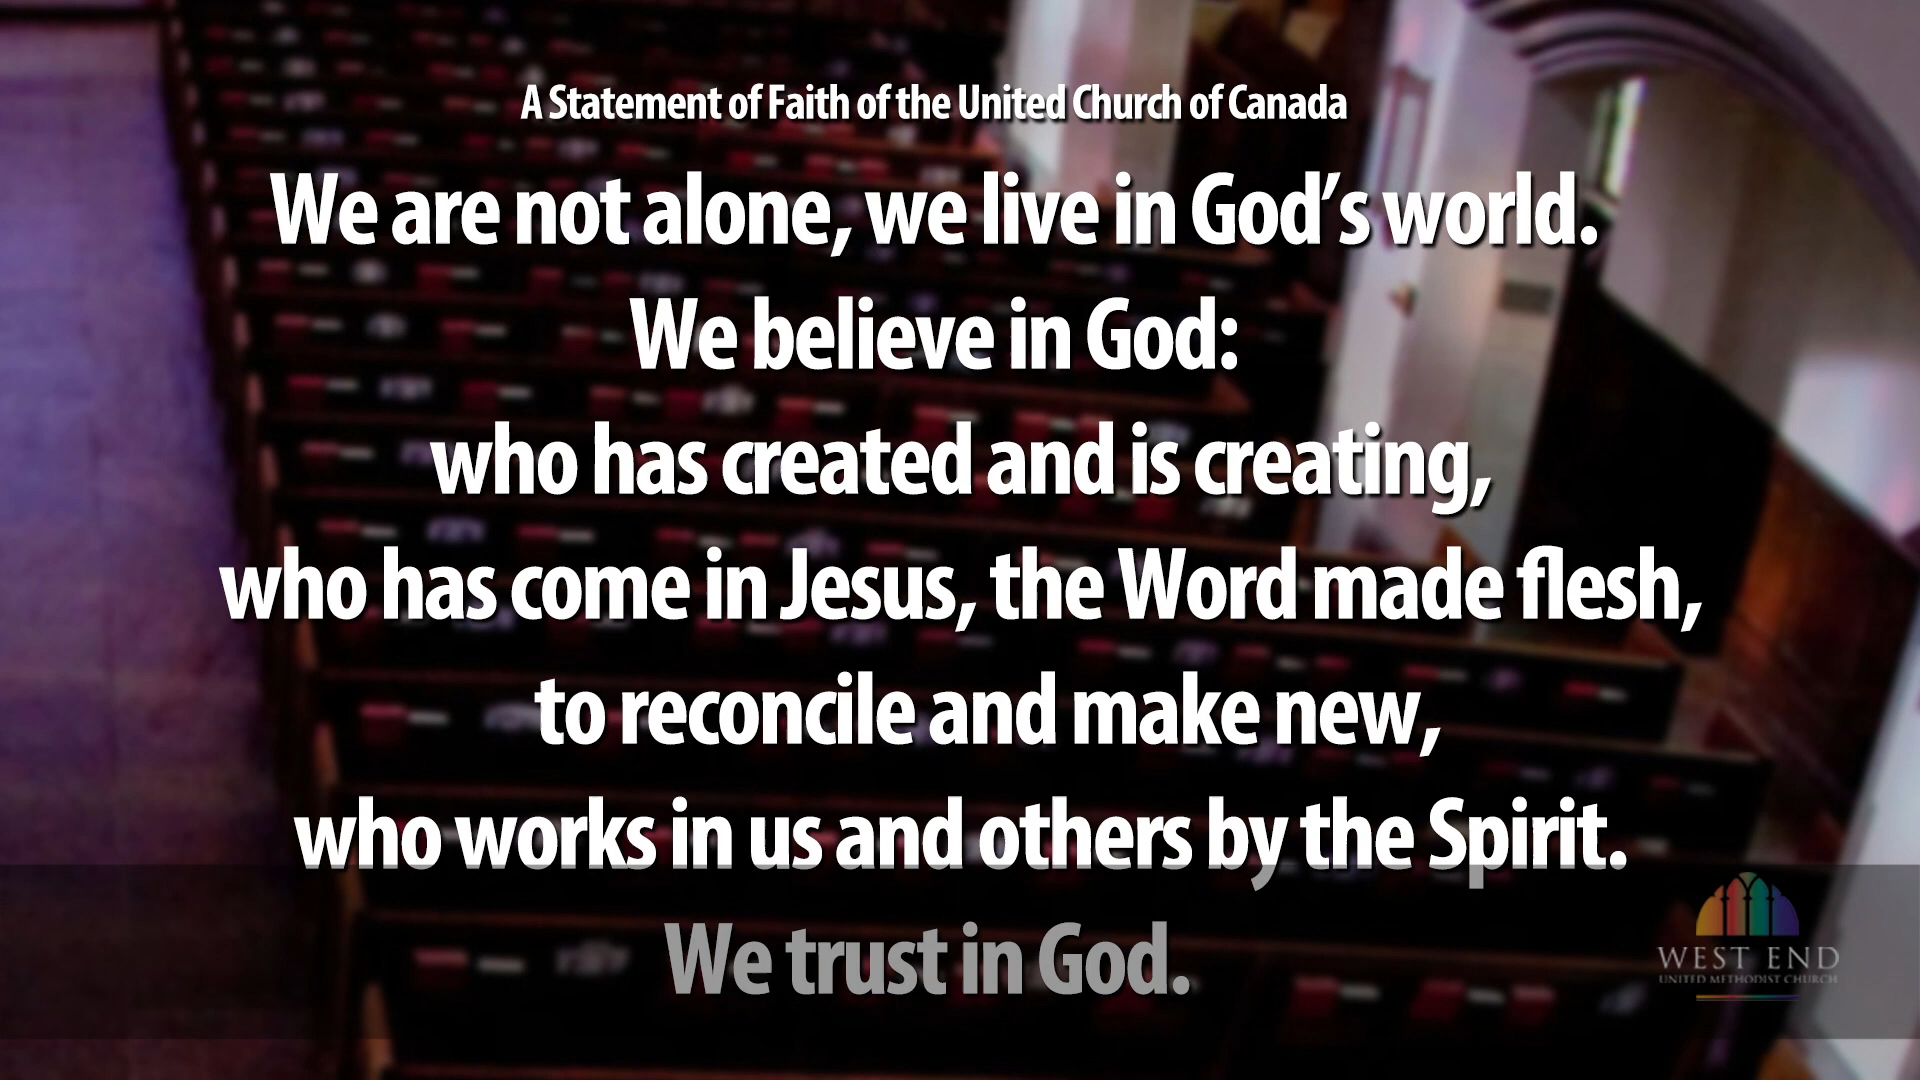 A Statement of Faith of the United Church of Canada
We are not alone, we live in God’s world.
We believe in God:
who has created and is creating,
who has come in Jesus, the Word made flesh,
to reconcile and make new,
who works in us and others by the Spirit.
We trust in God.
WEST END
UNITED METHODIST CHURCH